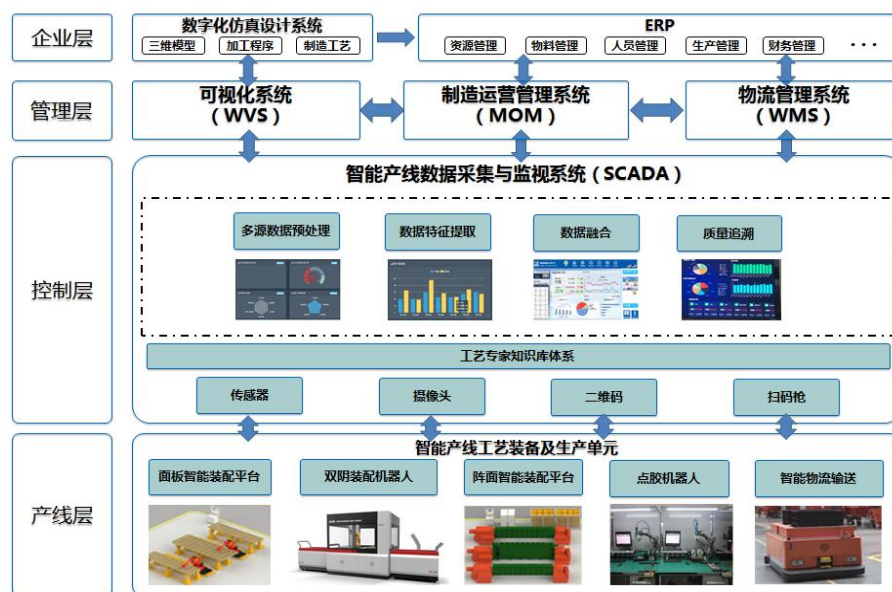 企业层
数字化仿真设计系统
三维模型
加工程序
制造工艺
ERP
资源管理
物料管理
人员管理
生产管理
财务管理
···
管理层
可视化系统
（WVS）
制造运营管理系统
（MOM）
物流管理系统
（WMS）
控制层
智能产线数据采集与监视系统（SCADA）
多源数据预处理
数据特征提取
数据融合
质量追溯
工艺专家知识库体系
传感器
摄像头
二维码
扫码枪
产线层
智能产线工艺装备及生产单元
面板智能装配平台
双阴装配机器人
阵面智能装配平台
点胶机器人
智能物流输送